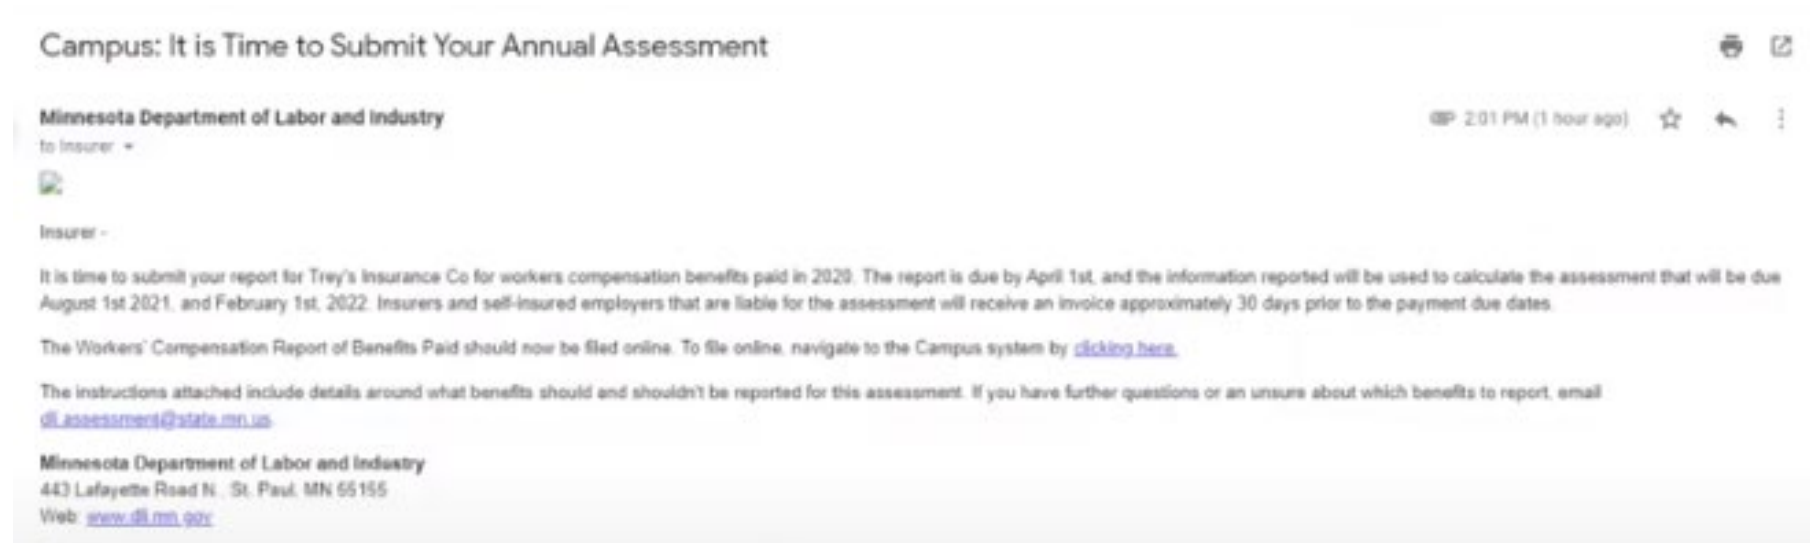 Campus: It is Time to Submit Your Annual Assessment
Minnesota Department of Labor and Industry
2:01 PM (1 hour ago)
to Insurer
Insurer -
It is time to submit your report for Trey's Insurance Co for workers compensation benefits paid in 2020. The report is due by April 1st, and the information reported will be used to calculate the assessment that will be due
August 1st 2021, and February 1st, 2022. Insurers and self-insured employers that are liable for the assessment will receive an invoice approximately 30 days prior to the payment due dates.
The Workers' Compensation Report of Benefits Paid should now be filed online. To file online, navigate to the Campus system by clicking here.
The instructions attached include details around what benefits should and shouldn't be reported for this assessment. If you have further questions or an unsure about which benefits to report, email
dli.assessment@state.mn.us.
Minnesota Department of Labor and Industry
443 Lafayette Road N., St. Paul, MN 55155
Web: www.dli.mn.gov